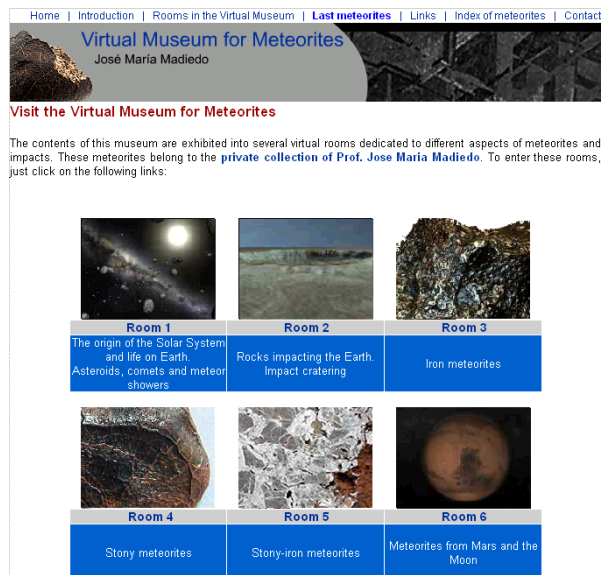 Home | Introduction | Rooms in the Virtual Museum | Last meteorites | Links | Index of meteorites | Contact
Virtual Museum for Meteorites
José María Madiedo
Visit the Virtual Museum for Meteorites
The contents of this museum are exhibited into several virtual rooms dedicated to different aspects of meteorites and
impacts. These meteorites belong to the private collection of Prof. Jose Maria Madiedo. To enter these rooms,
just click on the following links:
Room 1
Room 2
Room 3
The origin of the Solar System
and life on Earth.
Asteroids, comets and meteor
showers
Rocks impacting the Earth.
Impact cratering
Iron meteorites
Room 4
Room 5
Room 6
Stony meteorites
Stony-iron meteorites
Meteorites from Mars and the
Moon